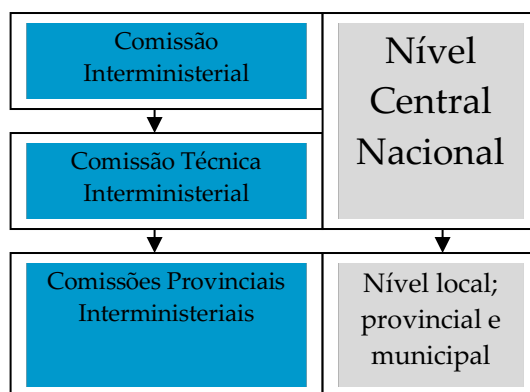 Comissão
Interministerial
Nível
Central
Nacional
Comissão Técnica
Interministerial
Comissões Provinciais
Interministeriais
Nível local;
provincial e
municipal